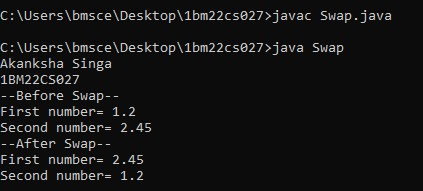 C:\Users\bmsce\Desktop\1bm22cs027>javac Swap.java
C:\Users\bmsce\Desktop\1bm22cs027>java Swap
Akanksha Singa
1BM22CS027
--Before Swap--
First number= 1.2
Second number= 2.45
--After Swap--
First number= 2.45
Second number= 1.2